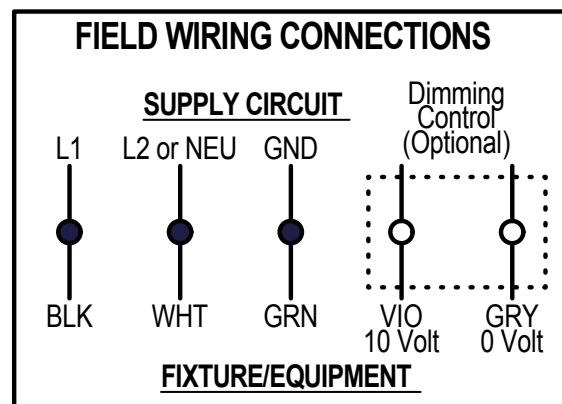 FIELD WIRING CONNECTIONS
SUPPLY CIRCUIT
Dimming
Control
(Optional)
L1 L2 or NEU GND
BLK WHT GRN VIO GRY
10 Volt 0 Volt
FIXTURE/EQUIPMENT